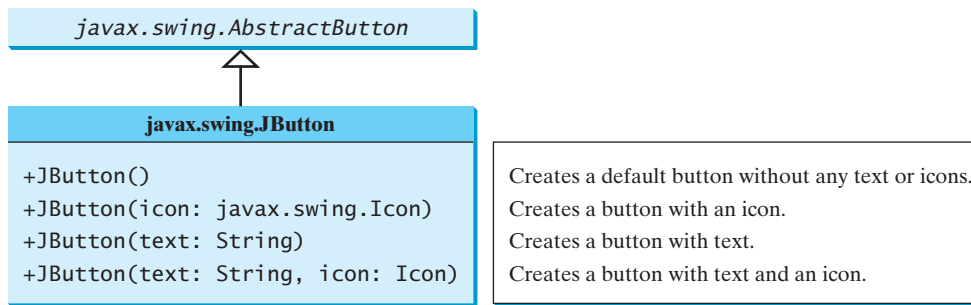 javax.swing.AbstractButton
javax.swing.JButton
+JButton()
+JButton(icon: javax.swing.Icon)
+JButton(text: String)
+JButton(text: String, icon: Icon)
Creates a default button without any text or icons.
Creates a button with an icon.
Creates a button with text.
Creates a button with text and an icon.